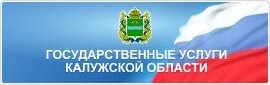 ГОСУДАРСТВЕННЫЕ УСЛУГИ
КАЛУЖСКОЙ ОБЛАСТИ